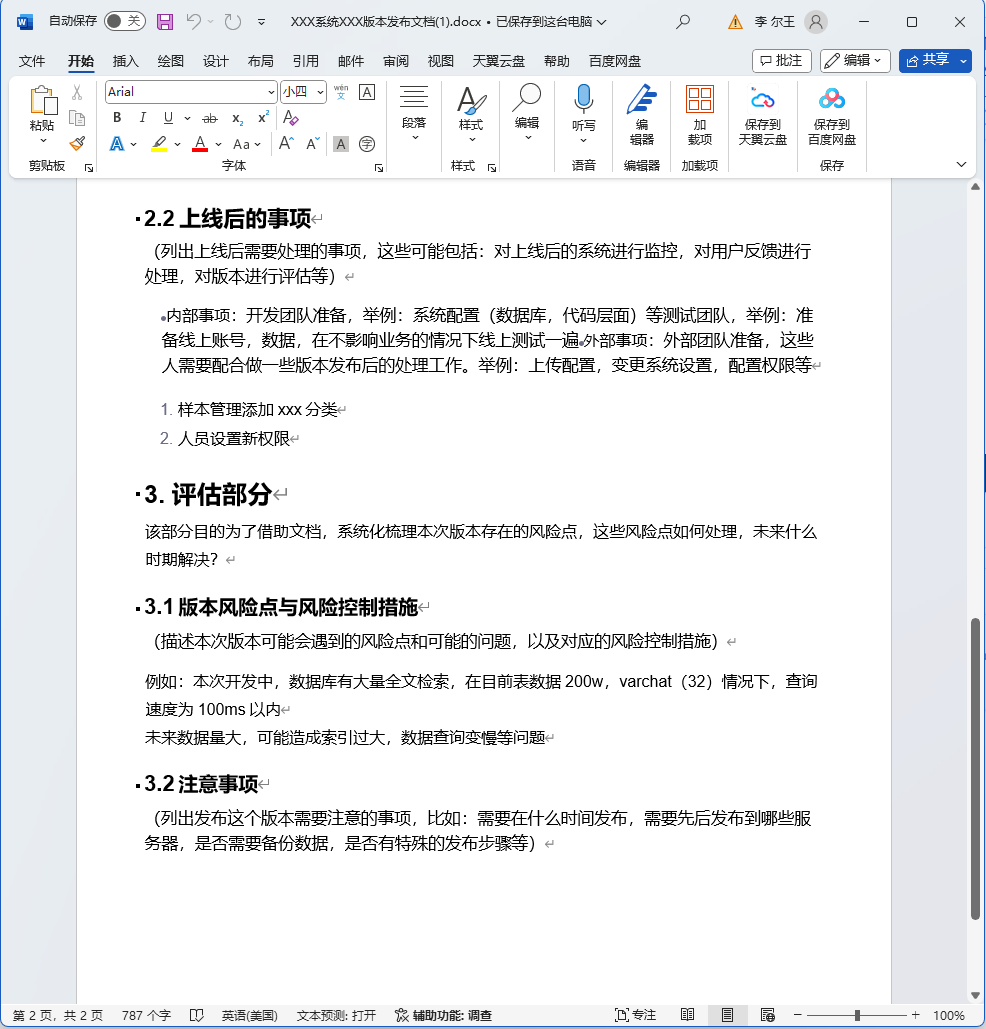 自动保存 关 XXX系统XXX版本发布文档(1).docx • 已保存到这台电脑 李 尔王
文件 开始 插入 绘图 设计 布局 引用 邮件 审阅 视图 天翼云盘 帮助 百度网盘 批注 编辑 共享
Arial 小四 wén 文 A
粘贴 B I U ab x₂ x² A 段落 样式 编辑 听写 编辑器 加载项 保存到天翼云盘 保存到百度网盘
A A Aa A A A 字
剪贴板 字体 样式 语音 编辑器 加载项 保存
2.2 上线后的事项
（列出上线后需要处理的事项，这些可能包括：对上线后的系统进行监控，对用户反馈进行
处理，对版本进行评估等）
•内部事项：开发团队准备，举例：系统配置（数据库，代码层面）等测试团队，举例：准
备线上账号，数据，在不影响业务的情况下线上测试一遍•外部事项：外部团队准备，这些
人需要配合做一些版本发布后的处理工作。举例：上传配置，变更系统设置，配置权限等
1. 样本管理添加 xxx 分类
2. 人员设置新权限
3. 评估部分
该部分目的为了借助文档，系统化梳理本次版本存在的风险点，这些风险点如何处理，未来什么
时期解决？
3.1 版本风险点与风险控制措施
（描述本次版本可能会遇到的风险点和可能的问题，以及对应的风险控制措施）
例如：本次开发中，数据库有大量全文检索，在目前表数据 200w，varchat（32）情况下，查询
速度为 100ms 以内
未来数据量大，可能造成索引过大，数据查询变慢等问题
3.2 注意事项
（列出发布这个版本需要注意的事项，比如：需要在什么时间发布，需要先后发布到哪些服
务器，是否需要备份数据，是否有特殊的发布步骤等）
第 2 页，共 2 页 787 个字 英语(美国) 文本预测: 打开 辅助功能: 调查 专注 100%